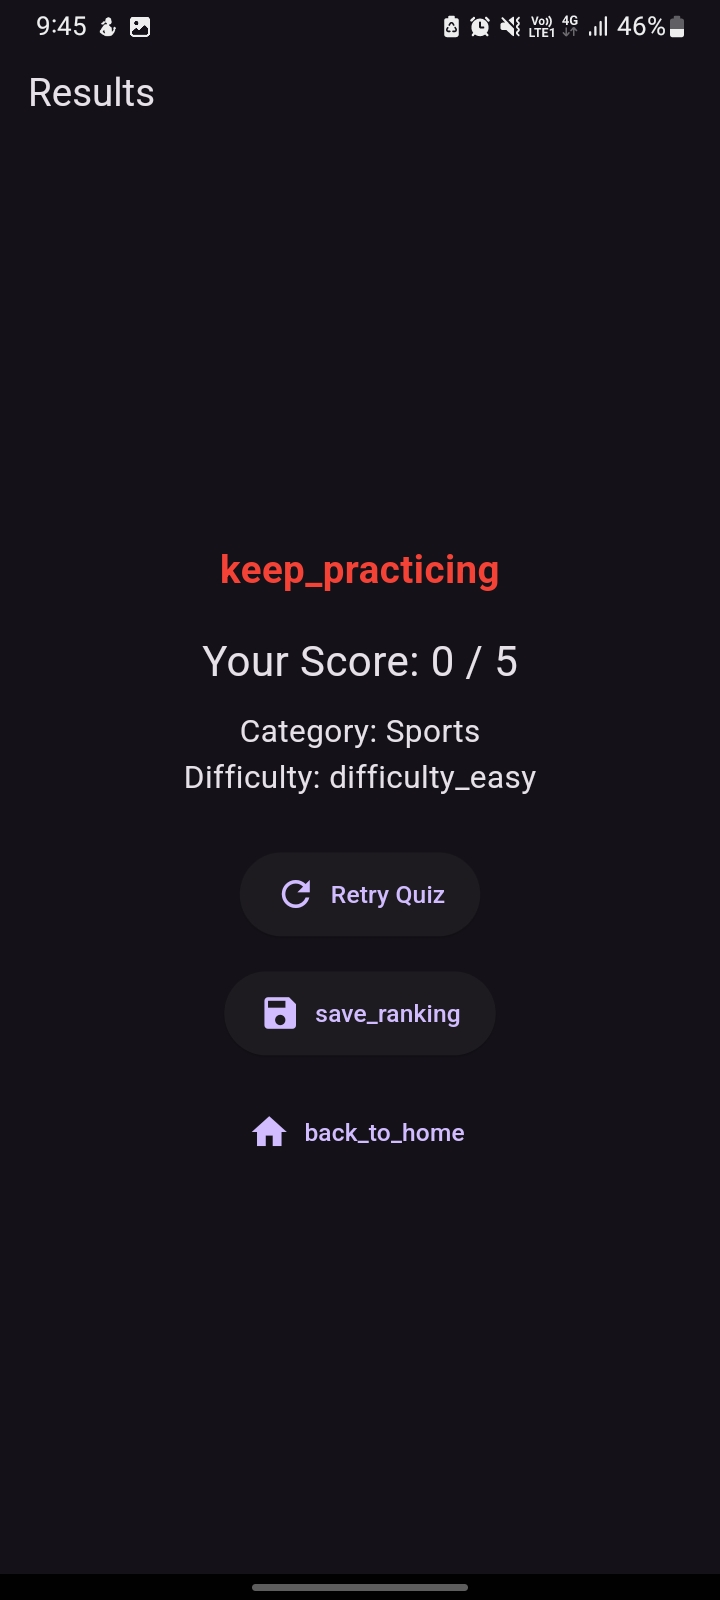 9:45 Vo)) LTE1 4G 46%
Results
keep_practicing
Your Score: 0 / 5
Category: Sports
Difficulty: difficulty_easy
Retry Quiz
save_ranking
back_to_home